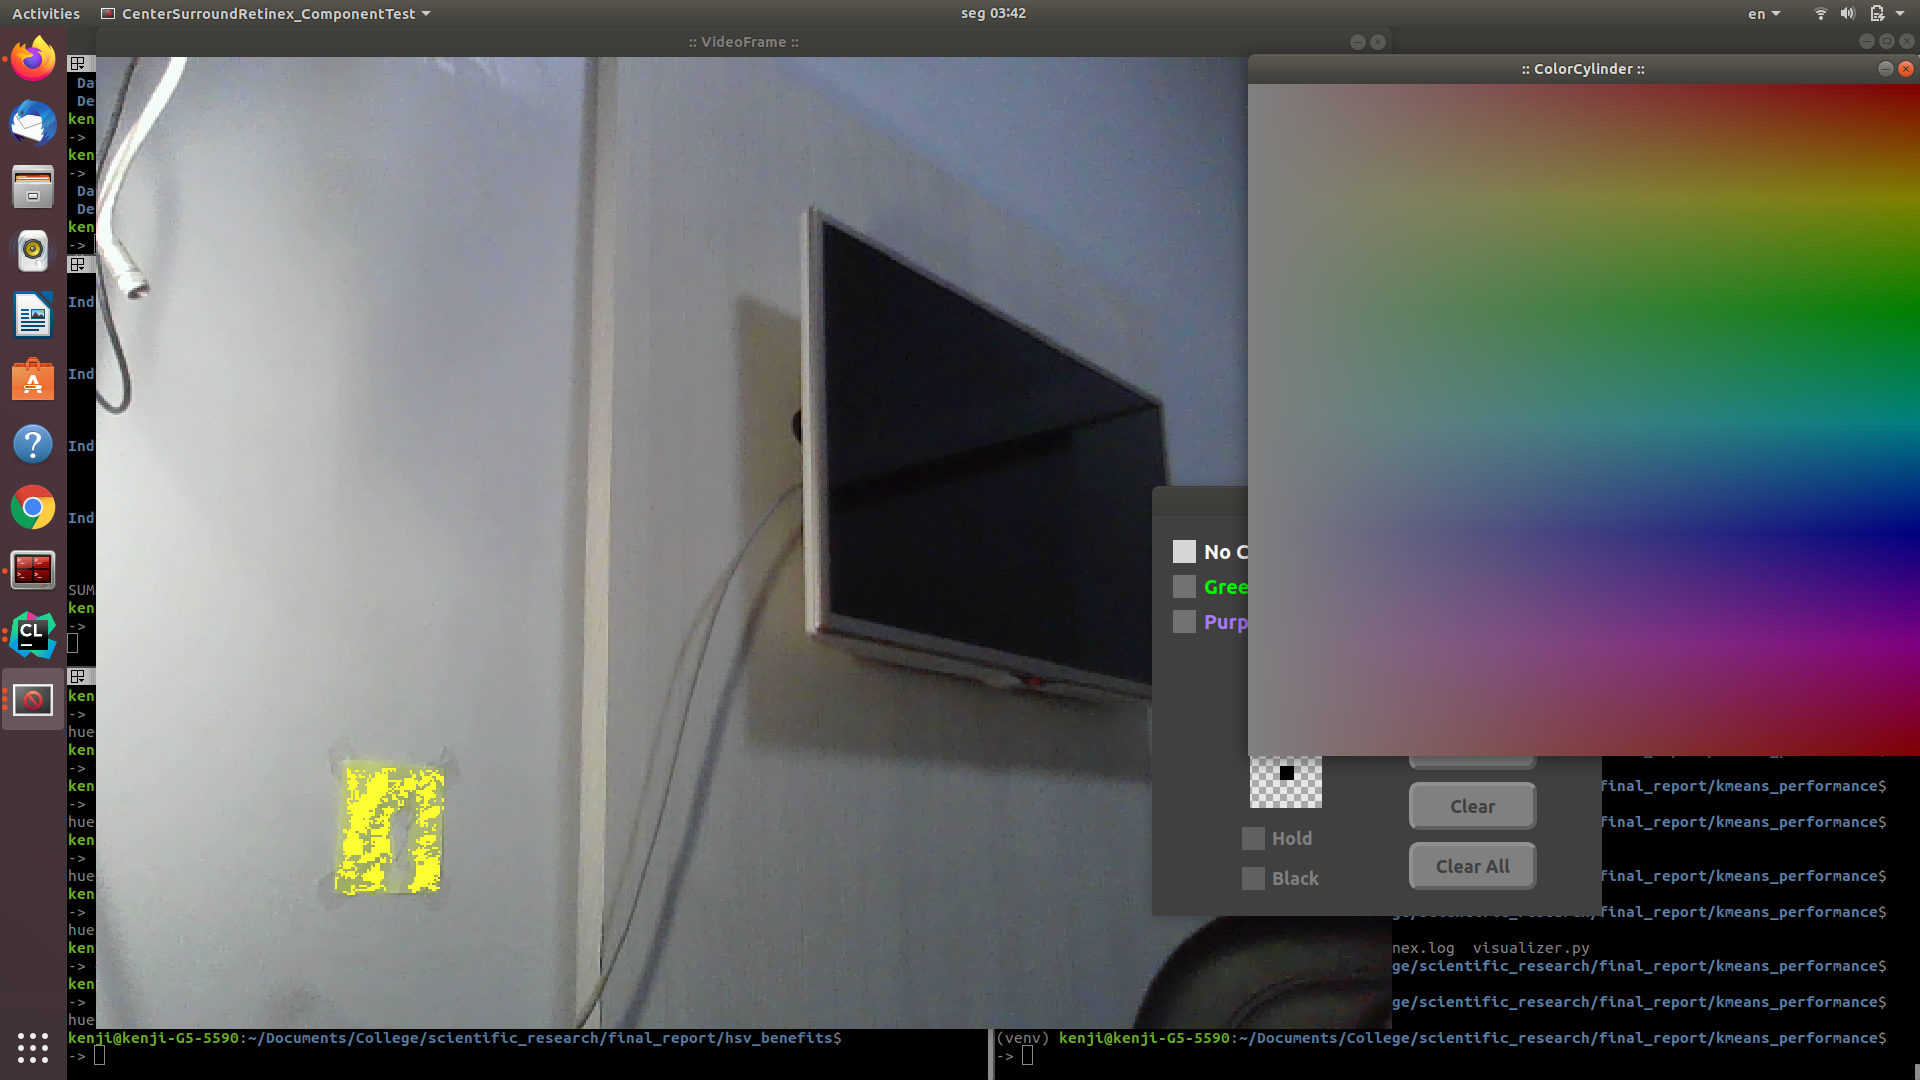 Activities CenterSurroundRetinex_ComponentTest seg 03:42 en
:: VideoFrame ::
:: ColorCylinder ::
Da
De
ken
->
ken
->
Da
De
ken
->
Ind
Ind
Ind
Ind
No C
Gree
SUM
ken
Purp
->
ken
->
hue
ken
->
ken final_report/kmeans_performance$
->
Clear
hue final_report/kmeans_performance$
ken
Hold
->
Clear All
hue final_report/kmeans_performance$
Black
ken
->
ge/scientific_research/final_report/kmeans_performance$
hue
ken nex.log visualizer.py
-> ge/scientific_research/final_report/kmeans_performance$
ken
-> ge/scientific_research/final_report/kmeans_performance$
hue
kenji@kenji-G5-5590:~/Documents/College/scientific_research/final_report/hsv_benefits$
->
(venv) kenji@kenji-G5-5590:~/Documents/College/scientific_research/final_report/kmeans_performance$
->
CL